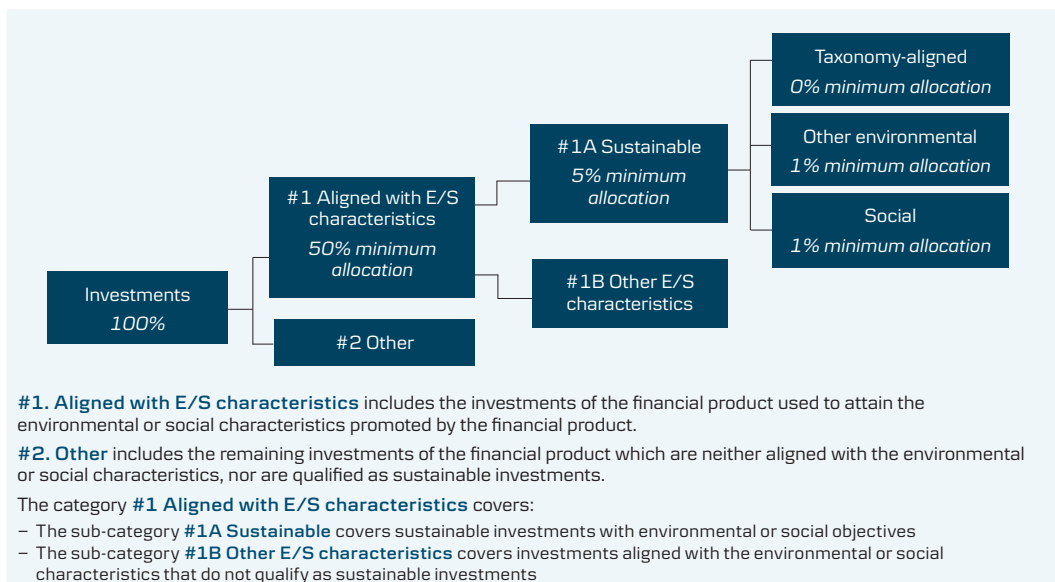 Taxonomy-aligned
0% minimum allocation
#1A Sustainable
5% minimum
allocation
Other environmental
1% minimum allocation
#1 Aligned with E/S
characteristics
50% minimum
allocation
Social
1% minimum allocation
#1B Other E/S
characteristics
Investments
100%
#2 Other
#1. Aligned with E/S characteristics includes the investments of the financial product used to attain the
environmental or social characteristics promoted by the financial product.
#2. Other includes the remaining investments of the financial product which are neither aligned with the environmental
or social characteristics, nor are qualified as sustainable investments.
The category #1 Aligned with E/S characteristics covers:
– The sub-category #1A Sustainable covers sustainable investments with environmental or social objectives
– The sub-category #1B Other E/S characteristics covers investments aligned with the environmental or social
characteristics that do not qualify as sustainable investments